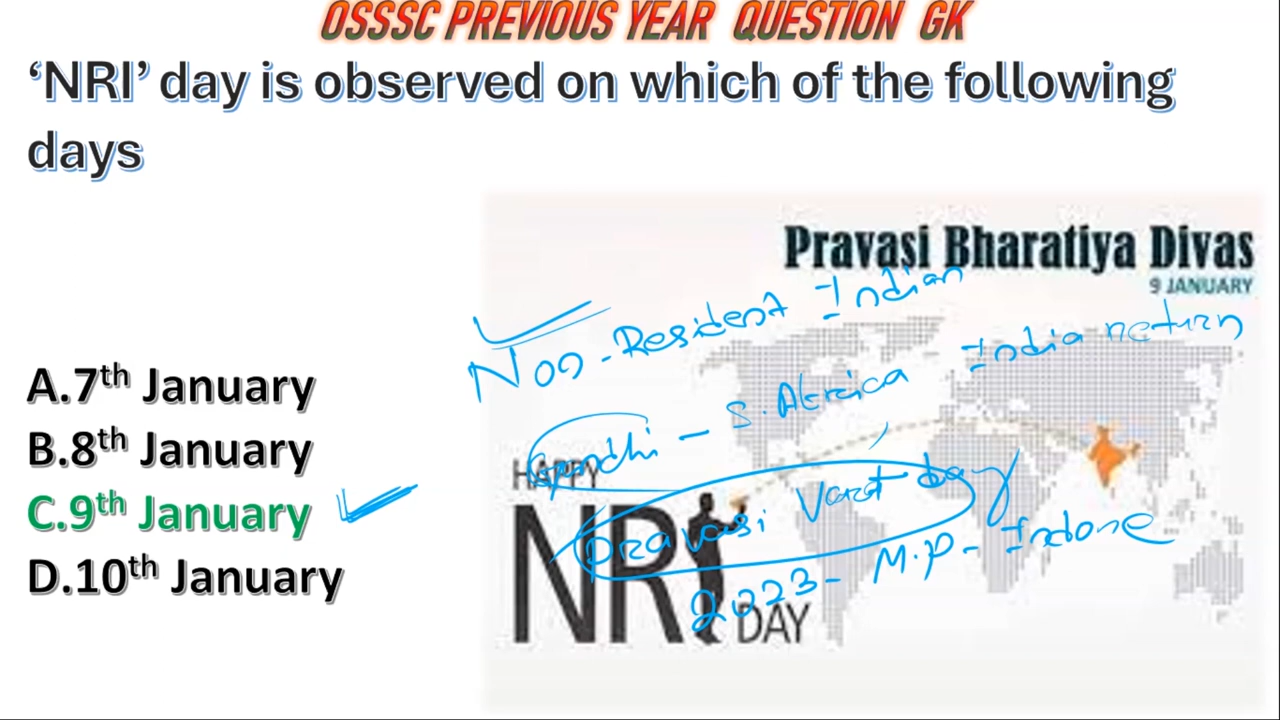 OSSSC PREVIOUS YEAR QUESTION GK
‘NRI’ day is observed on which of the following
days
A.7th January
B.8th January
C.9th January
D.10th January
Pravasi Bharatiya Divas
9 JANUARY
Non-Resident Indian
Gandhi - S. Africa India return
Pravasi Varat day
2023- M.P- Indore
HAPPY
NRI
DAY